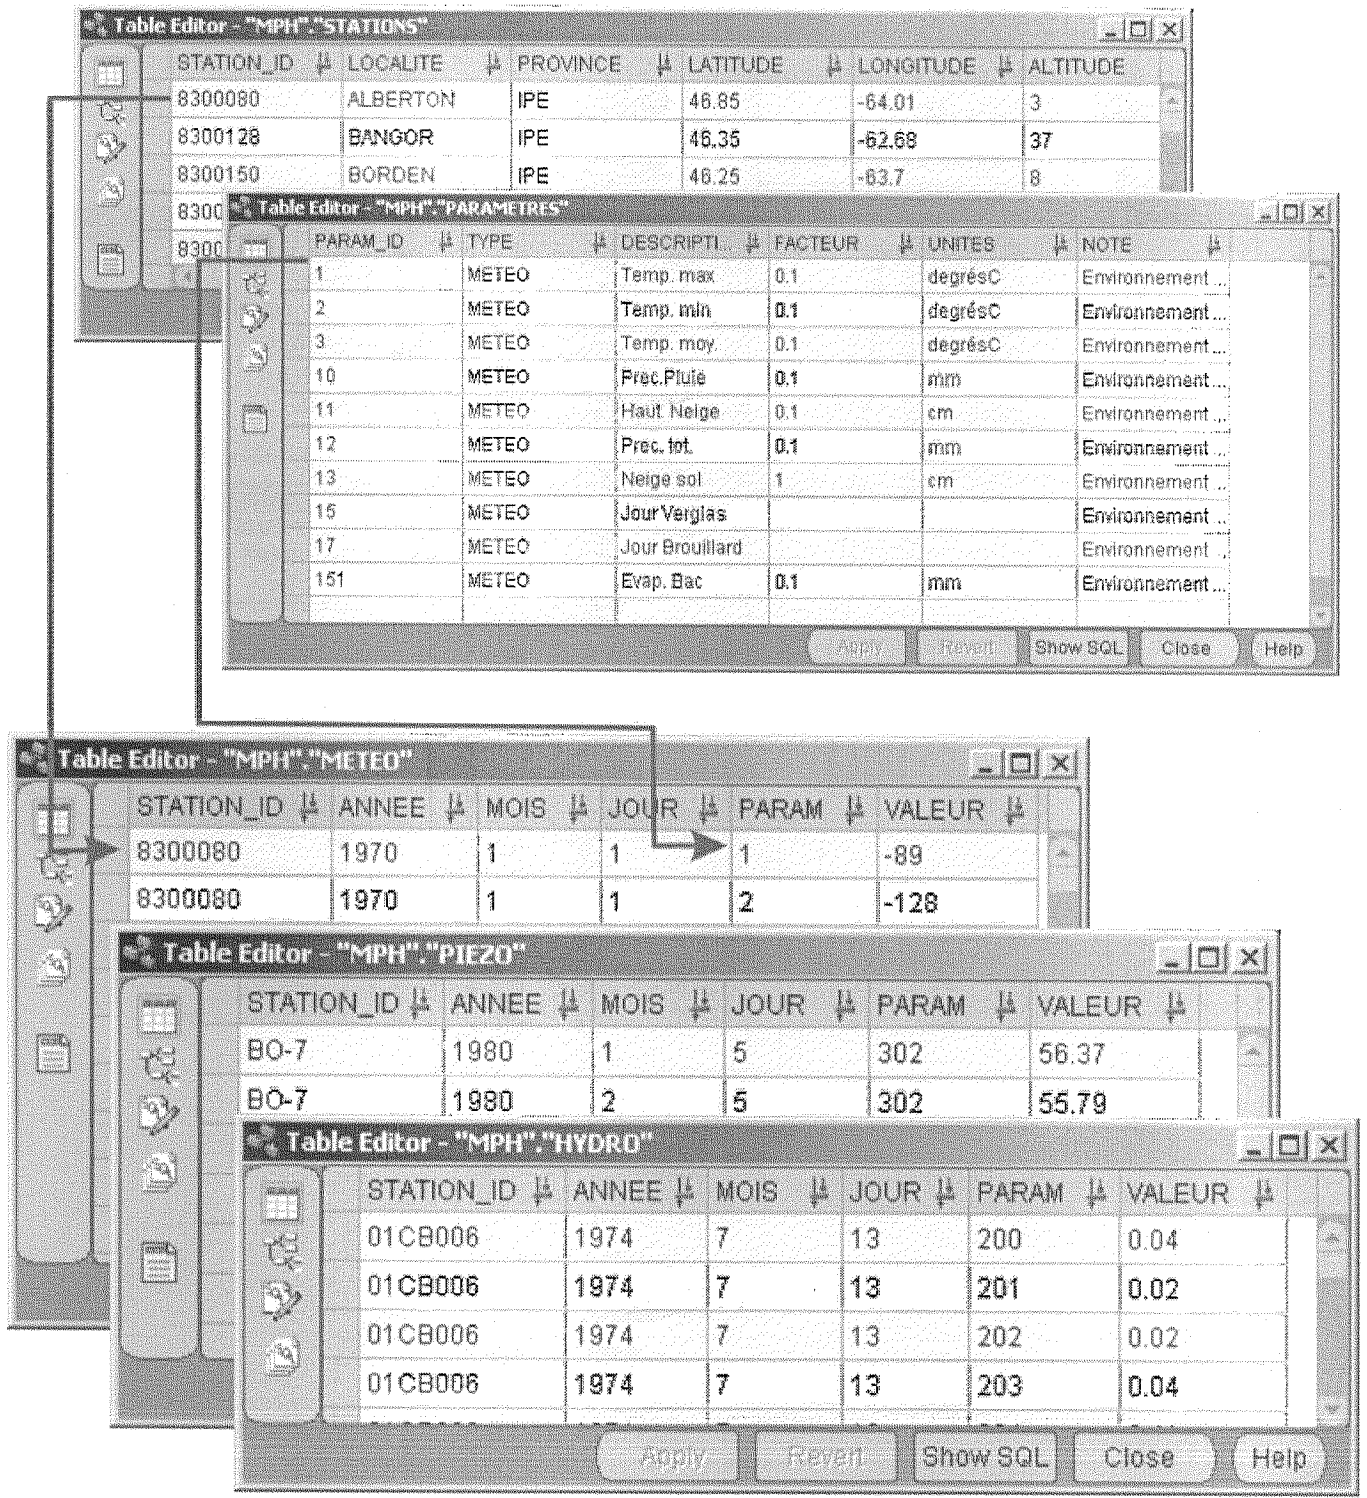 Table Editor - "MPH"."STATIONS"
STATION_ID LOCALITE PROVINCE LATITUDE LONGITUDE ALTITUDE
8300080 ALBERTON IPE 46.85 -64.01 3
8300128 BANGOR IPE 46.35 -62.68 37
8300150 BORDEN IPE 46.25 -63.7 8
8300
8300
Table Editor - "MPH"."PARAMETRES"
PARAM_ID TYPE DESCRIPTI... FACTEUR UNITES NOTE
1 METEO Temp. max 0.1 degrésC Environnement ...
2 METEO Temp. min 0.1 degrésC Environnement ...
3 METEO Temp. moy. 0.1 degrésC Environnement ...
10 METEO Prec.Pluie 0.1 mm Environnement ...
11 METEO Haut. Neige 0.1 cm Environnement ...
12 METEO Prec. tot. 0.1 mm Environnement ...
13 METEO Neige sol 1 cm Environnement ...
15 METEO Jour Verglas Environnement ...
17 METEO Jour Brouillard Environnement ...
151 METEO Evap. Bac 0.1 mm Environnement ...
Apply Revert Show SQL Close Help
Table Editor - "MPH"."METEO"
STATION_ID ANNEE MOIS JOUR PARAM VALEUR
8300080 1970 1 1 1 -89
8300080 1970 1 1 2 -128
Table Editor - "MPH"."PIEZO"
STATION_ID ANNEE MOIS JOUR PARAM VALEUR
BO-7 1980 1 5 302 56.37
BO-7 1980 2 5 302 55.79
Table Editor - "MPH"."HYDRO"
STATION_ID ANNEE MOIS JOUR PARAM VALEUR
01CB006 1974 7 13 200 0.04
01CB006 1974 7 13 201 0.02
01CB006 1974 7 13 202 0.02
01CB006 1974 7 13 203 0.04
Apply Revert Show SQL Close Help